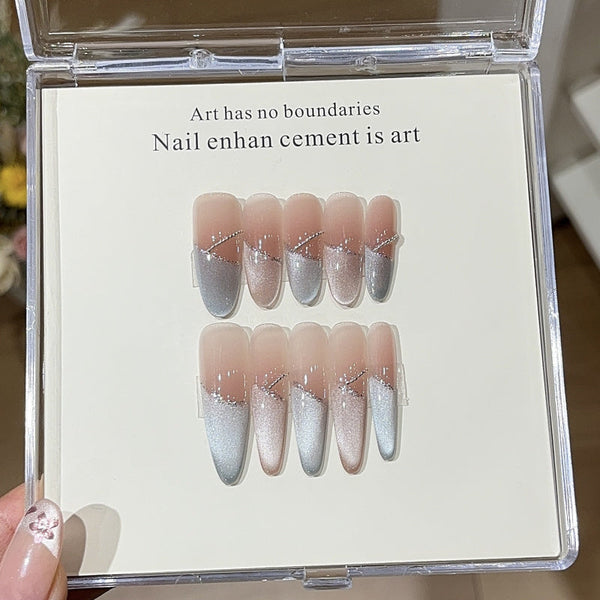 Art has no boundaries
Nail enhan cement is art